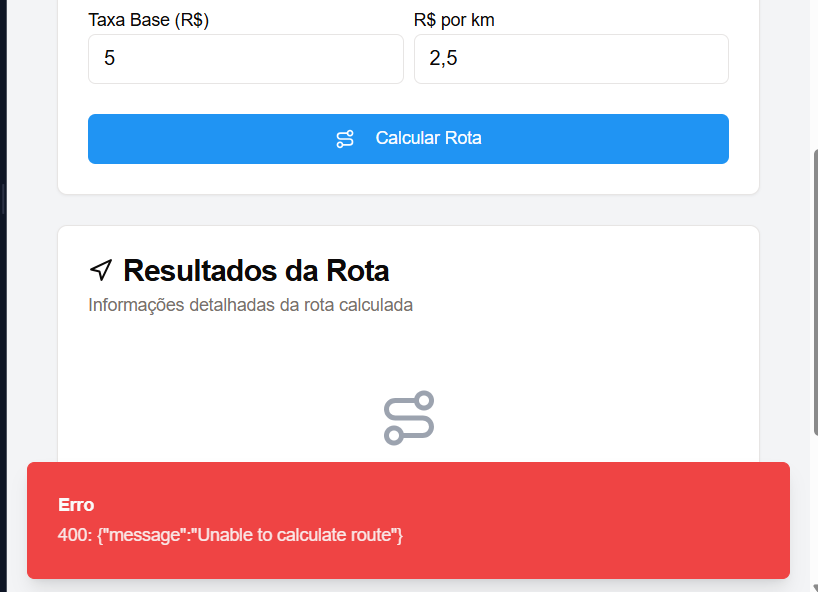 Taxa Base (R$)
R$ por km
5
2,5
Calcular Rota
Resultados da Rota
Informações detalhadas da rota calculada
Erro
400: {"message":"Unable to calculate route"}